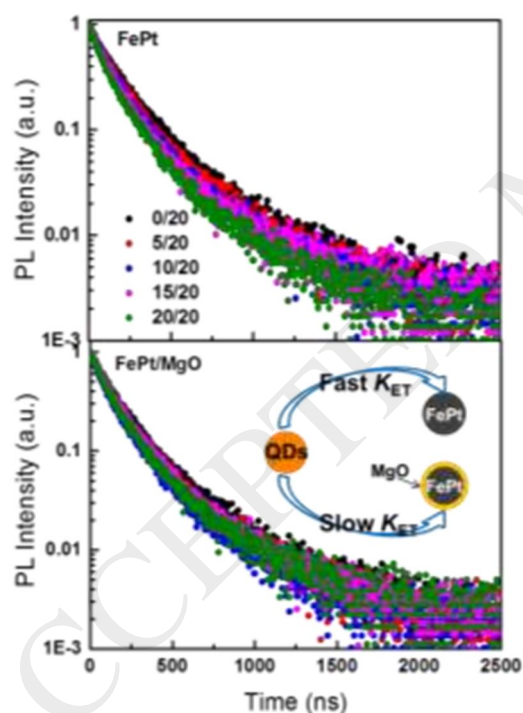 FePt
PL Intensity (a.u.)
1
0.1
0.01
1E-3
0/20
5/20
10/20
15/20
20/20
FePt/MgO
PL Intensity (a.u.)
0.1
0.01
1E-3
Fast K_ET
FePt
QDs
MgO
FePt
Slow K_ET
0
500
1000
1500
2000
2500
Time (ns)
CCEPTE